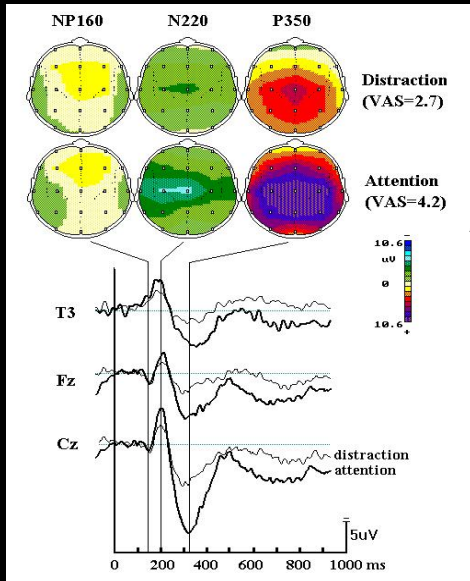 NP160 N220 P350
Distraction
(VAS=2.7)
Attention
(VAS=4.2)
-
10.6
uV
0
10.6
+
T3
Fz
Cz
distraction
attention
5uV
0 200 400 600 800 1000 ms